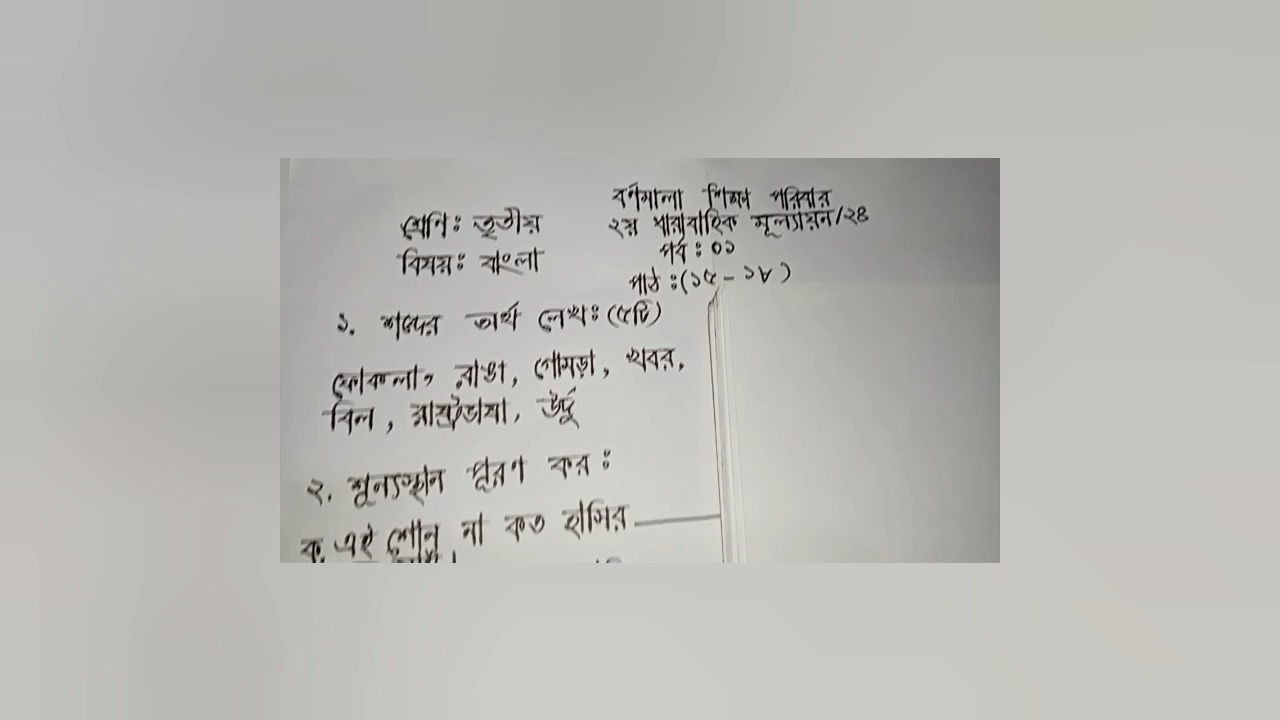 বর্ণমালা শিক্ষা পরিবার
শ্রেণি: তৃতীয় ২য় ধারাবাহিক মূল্যায়ন/২৪
পর্ব: ০১
বিষয়: বাংলা
পাঠ:(১৫-১৮)
১. শব্দের অর্থ লেখ:(৫টি)
ফোকলা, রাঙা, গোমড়া, খবর,
বিল, রাষ্ট্রভাষা, উর্দু
২. শূন্যস্থান পূরণ কর:
ক. এই শোনু না কত হাসির